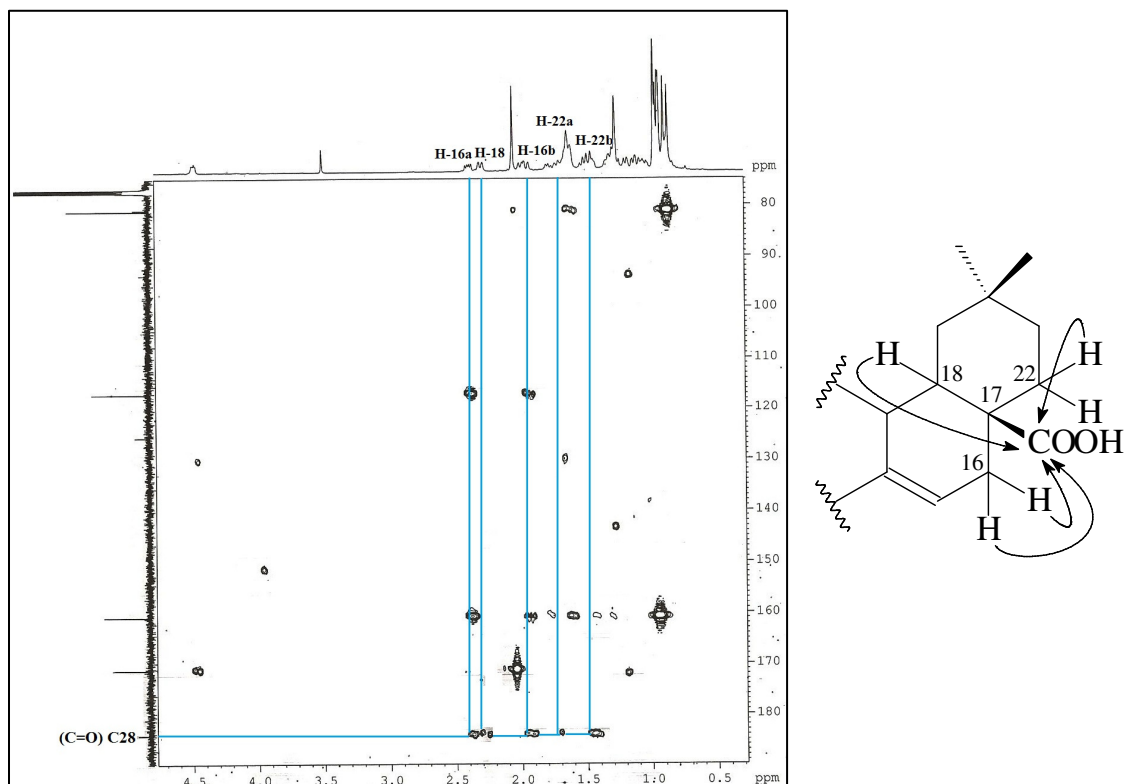 H-22a
H-16a H-18 H-16b H-22b
ppm
80
90
100
110
120
130
140
150
160
170
180
(C=O) C28
4.5 4.0 3.5 3.0 2.5 2.0 1.5 1.0 0.5 ppm
H H
18 22
17 H
COOH
16
H
H